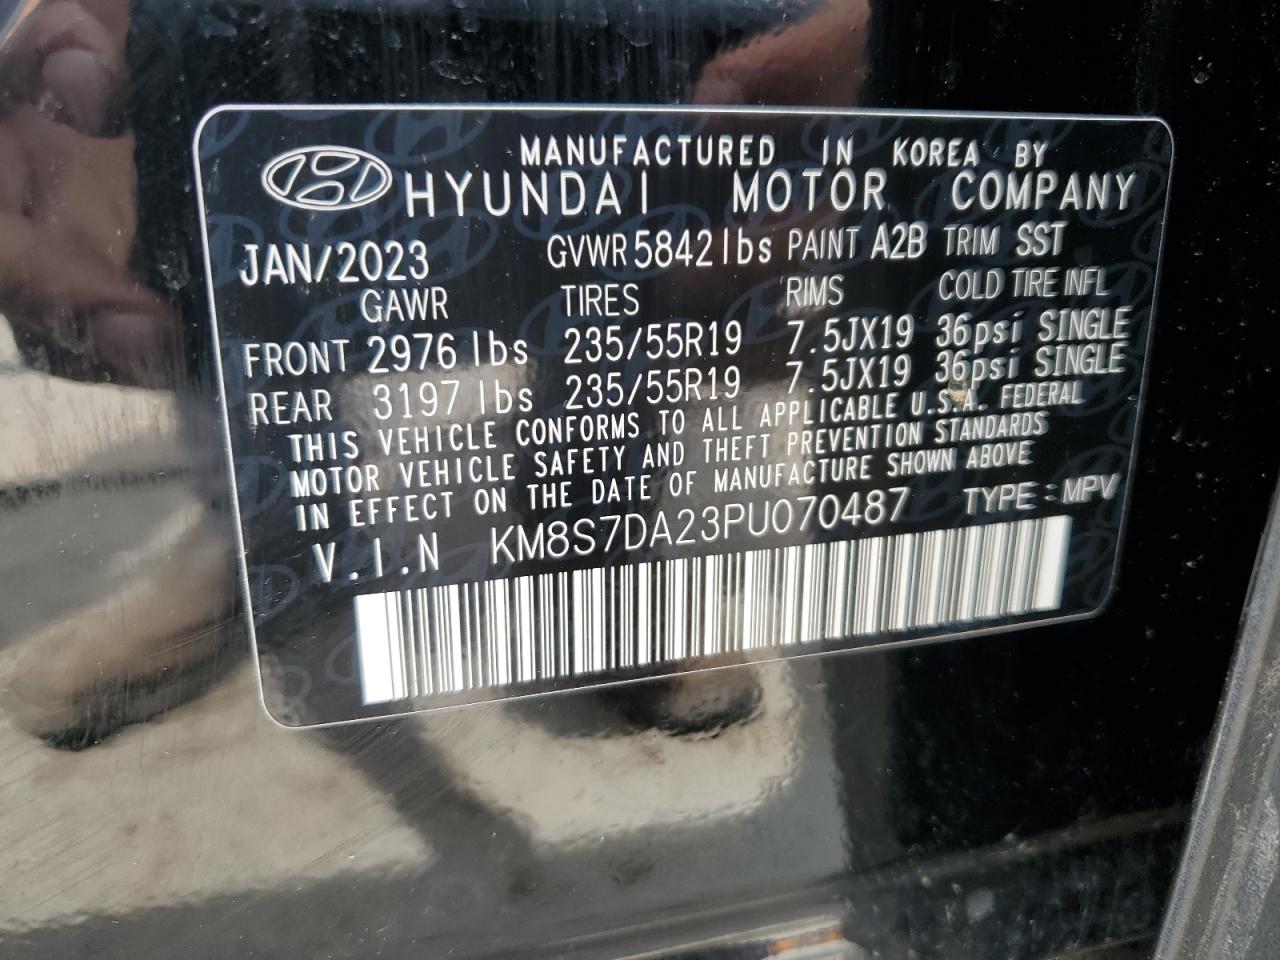 MANUFACTURED IN KOREA BY
HYUNDAI MOTOR COMPANY
JAN/2023 GVWR 5842 lbs PAINT A2B TRIM SST
GAWR TIRES RIMS COLD TIRE INFL
FRONT 2976 lbs 235/55R19 7.5JX19 36psi SINGLE
REAR 3197 lbs 235/55R19 7.5JX19 36psi SINGLE
THIS VEHICLE CONFORMS TO ALL APPLICABLE U.S.A. FEDERAL
MOTOR VEHICLE SAFETY AND THEFT PREVENTION STANDARDS
IN EFFECT ON THE DATE OF MANUFACTURE SHOWN ABOVE
V.I.N KM8S7DA23PU070487 TYPE : MPV